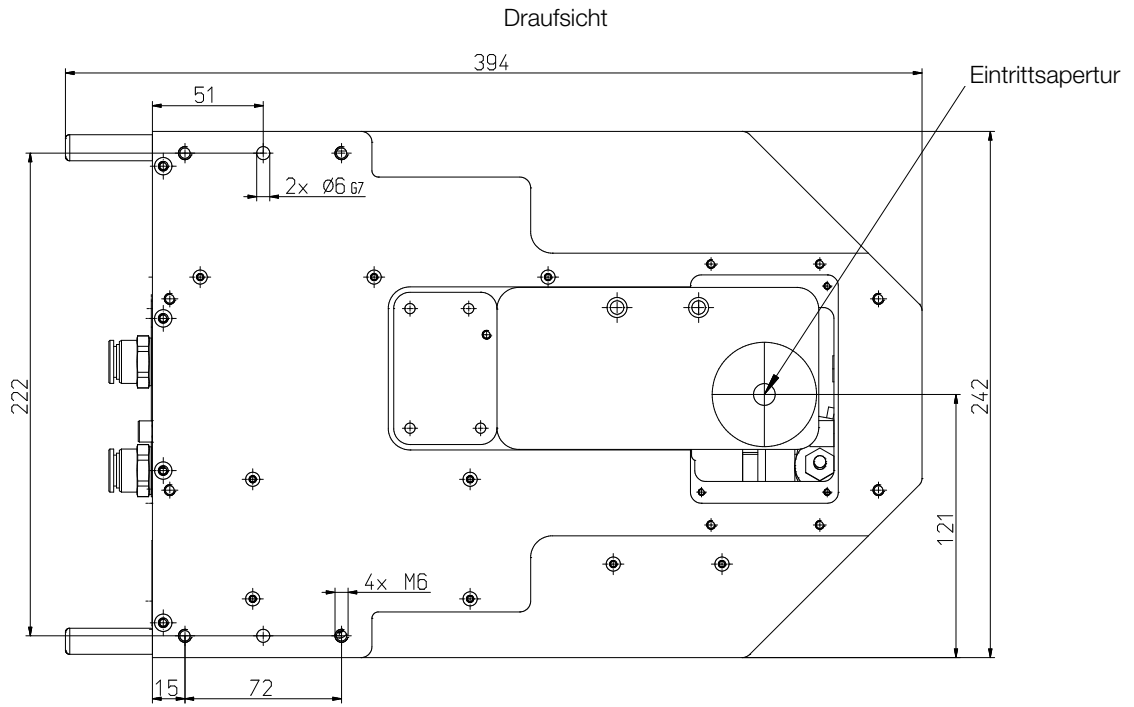 Draufsicht
394
Eintrittsapertur
51
2x Ø6 G7
222
242
121
4x M6
15
72